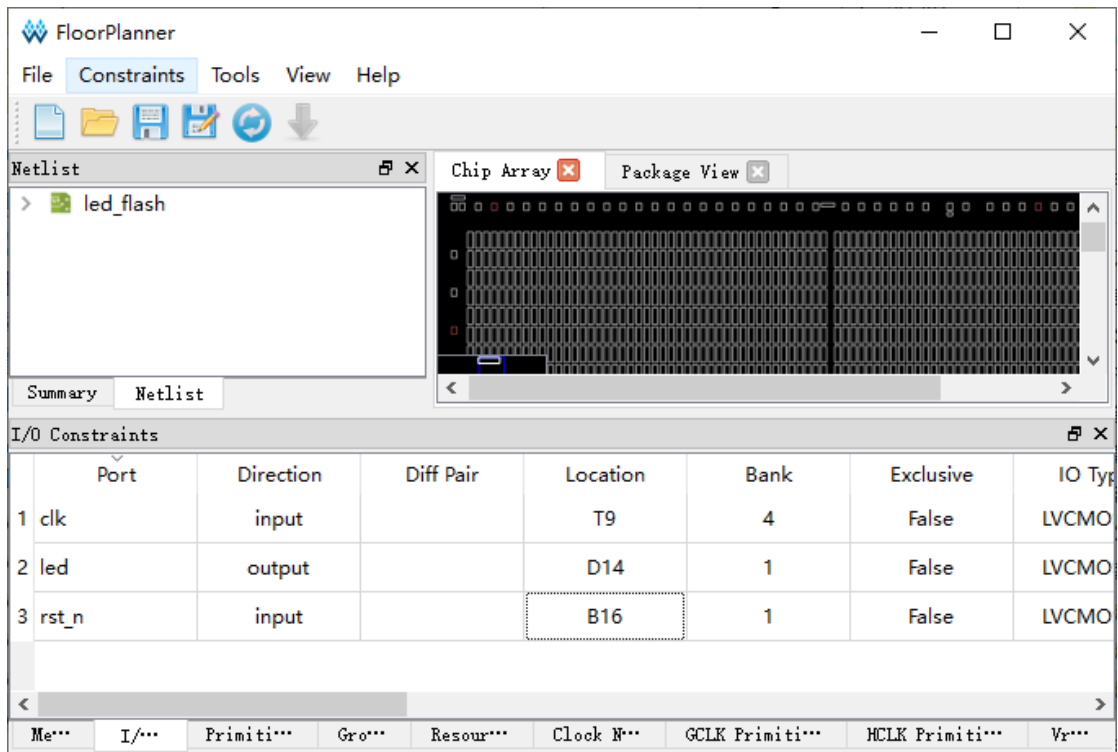 FloorPlanner
File Constraints Tools View Help
Netlist
led_flash
Summary Netlist
Chip Array Package View
I/O Constraints
Port Direction Diff Pair Location Bank Exclusive IO Typ
1 clk input T9 4 False LVCMO
2 led output D14 1 False LVCMO
3 rst_n input B16 1 False LVCMO
Me··· I/··· Primiti··· Gro··· Resour··· Clock N··· GCLK Primiti··· HCLK Primiti··· Vr···